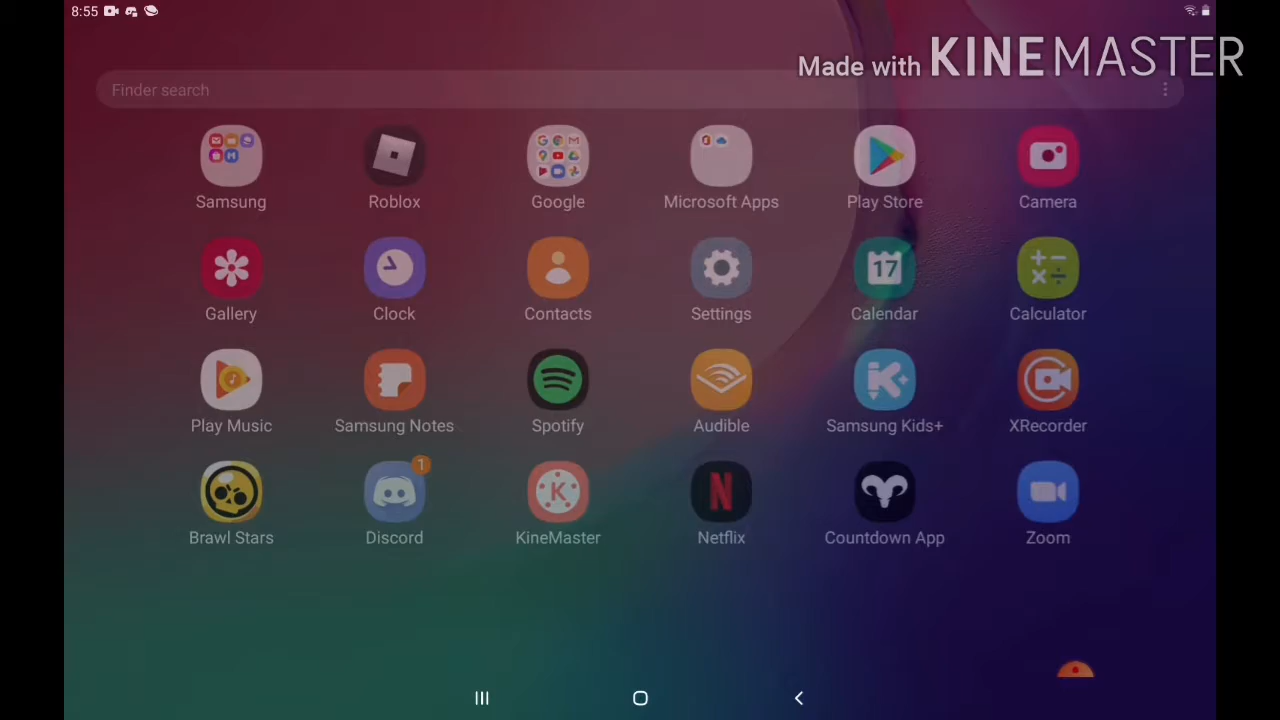 8:55
Made with KINEMASTER
Finder search
Samsung Roblox Google Microsoft Apps Play Store Camera
17
Gallery Clock Contacts Settings Calendar Calculator
Play Music Samsung Notes Spotify Audible Samsung Kids+ XRecorder
1
Brawl Stars Discord KineMaster Netflix Countdown App Zoom